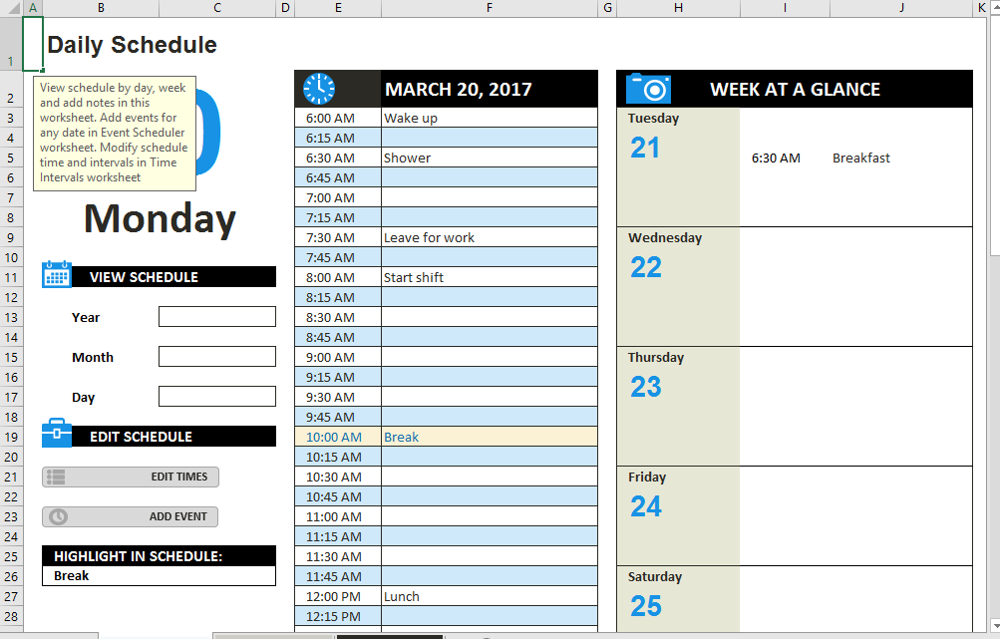 A B C D E F G H I J K
1 Daily Schedule
View schedule by day, week
and add notes in this
worksheet. Add events for
any date in Event Scheduler
worksheet. Modify schedule
time and intervals in Time
Intervals worksheet
0
Monday
VIEW SCHEDULE
Year
Month
Day
EDIT SCHEDULE
EDIT TIMES
ADD EVENT
HIGHLIGHT IN SCHEDULE:
Break
2 MARCH 20, 2017
3 6:00 AM Wake up
4 6:15 AM
5 6:30 AM Shower
6 6:45 AM
7 7:00 AM
8 7:15 AM
9 7:30 AM Leave for work
10 7:45 AM
11 8:00 AM Start shift
12 8:15 AM
13 8:30 AM
14 8:45 AM
15 9:00 AM
16 9:15 AM
17 9:30 AM
18 9:45 AM
19 10:00 AM Break
20 10:15 AM
21 10:30 AM
22 10:45 AM
23 11:00 AM
24 11:15 AM
25 11:30 AM
26 11:45 AM
27 12:00 PM Lunch
28 12:15 PM
WEEK AT A GLANCE
Tuesday
21
6:30 AM Breakfast
Wednesday
22
Thursday
23
Friday
24
Saturday
25